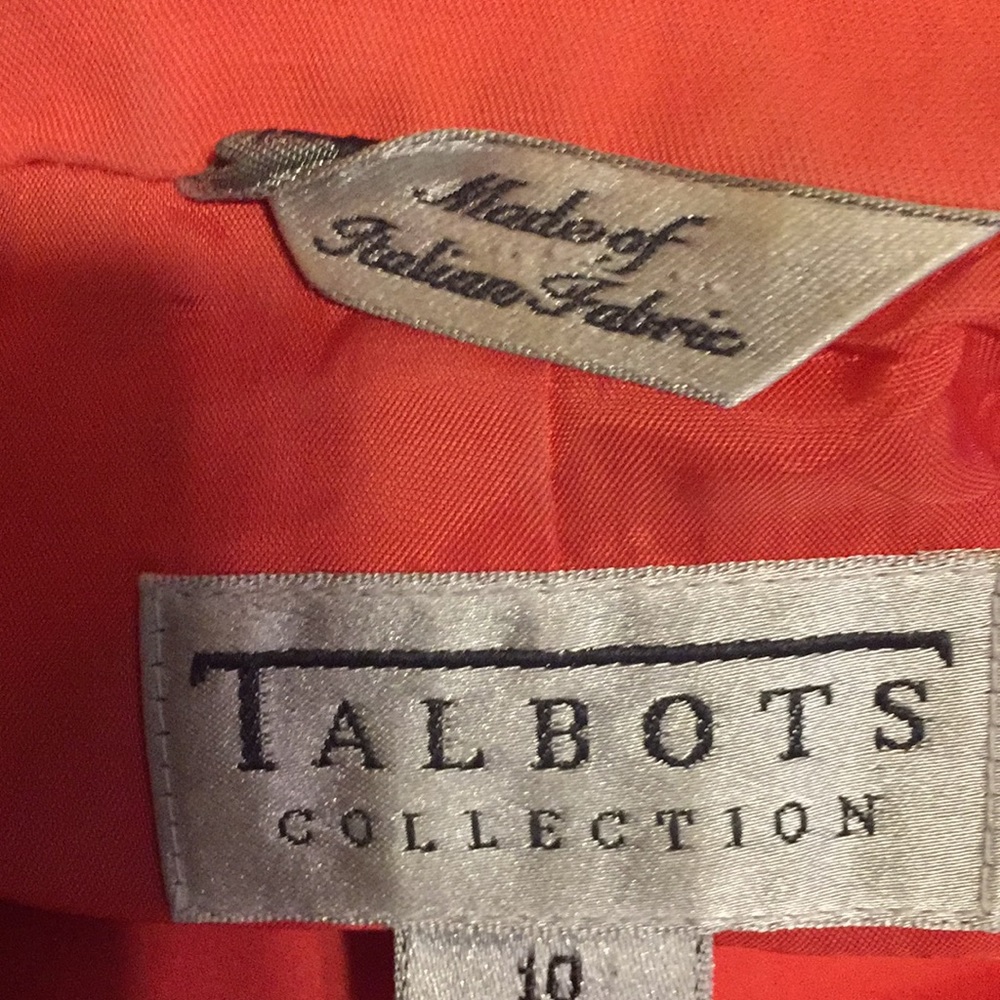 Made of
Italian Fabric
TALBOTS
COLLECTION
10